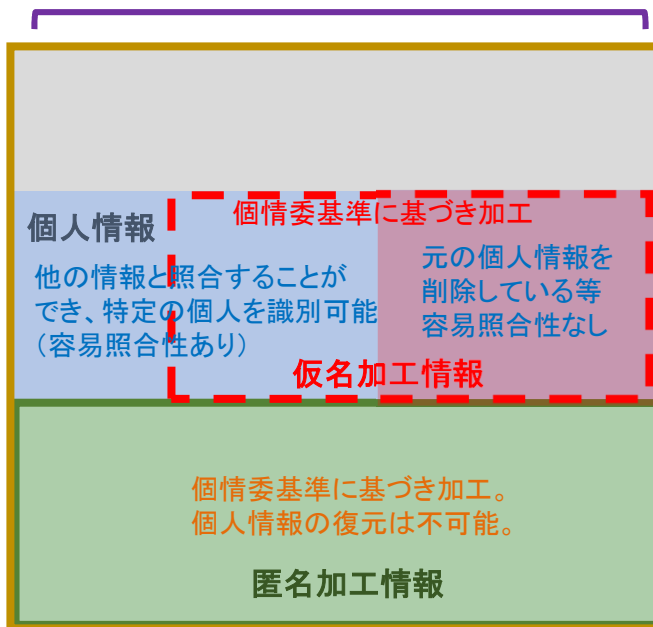 個情委基準に基づき加工
個人情報
他の情報と照合することが
でき、特定の個人を識別可能
（容易照合性あり）
元の個人情報を
削除している等
容易照合性なし
仮名加工情報
個情委基準に基づき加工。
個人情報の復元は不可能。
匿名加工情報